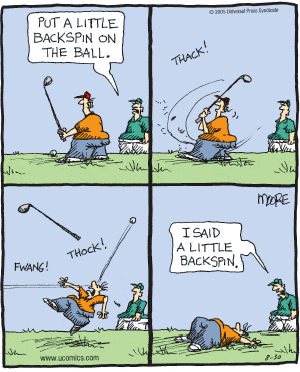 PUT A LITTLE
BACKSPIN ON
THE BALL.
© 2005 Universal Press Syndicate
THACK!
FWANG!
THOCK!
www.ucomics.com
MOORE
I SAID
A LITTLE
BACKSPIN.
8-30